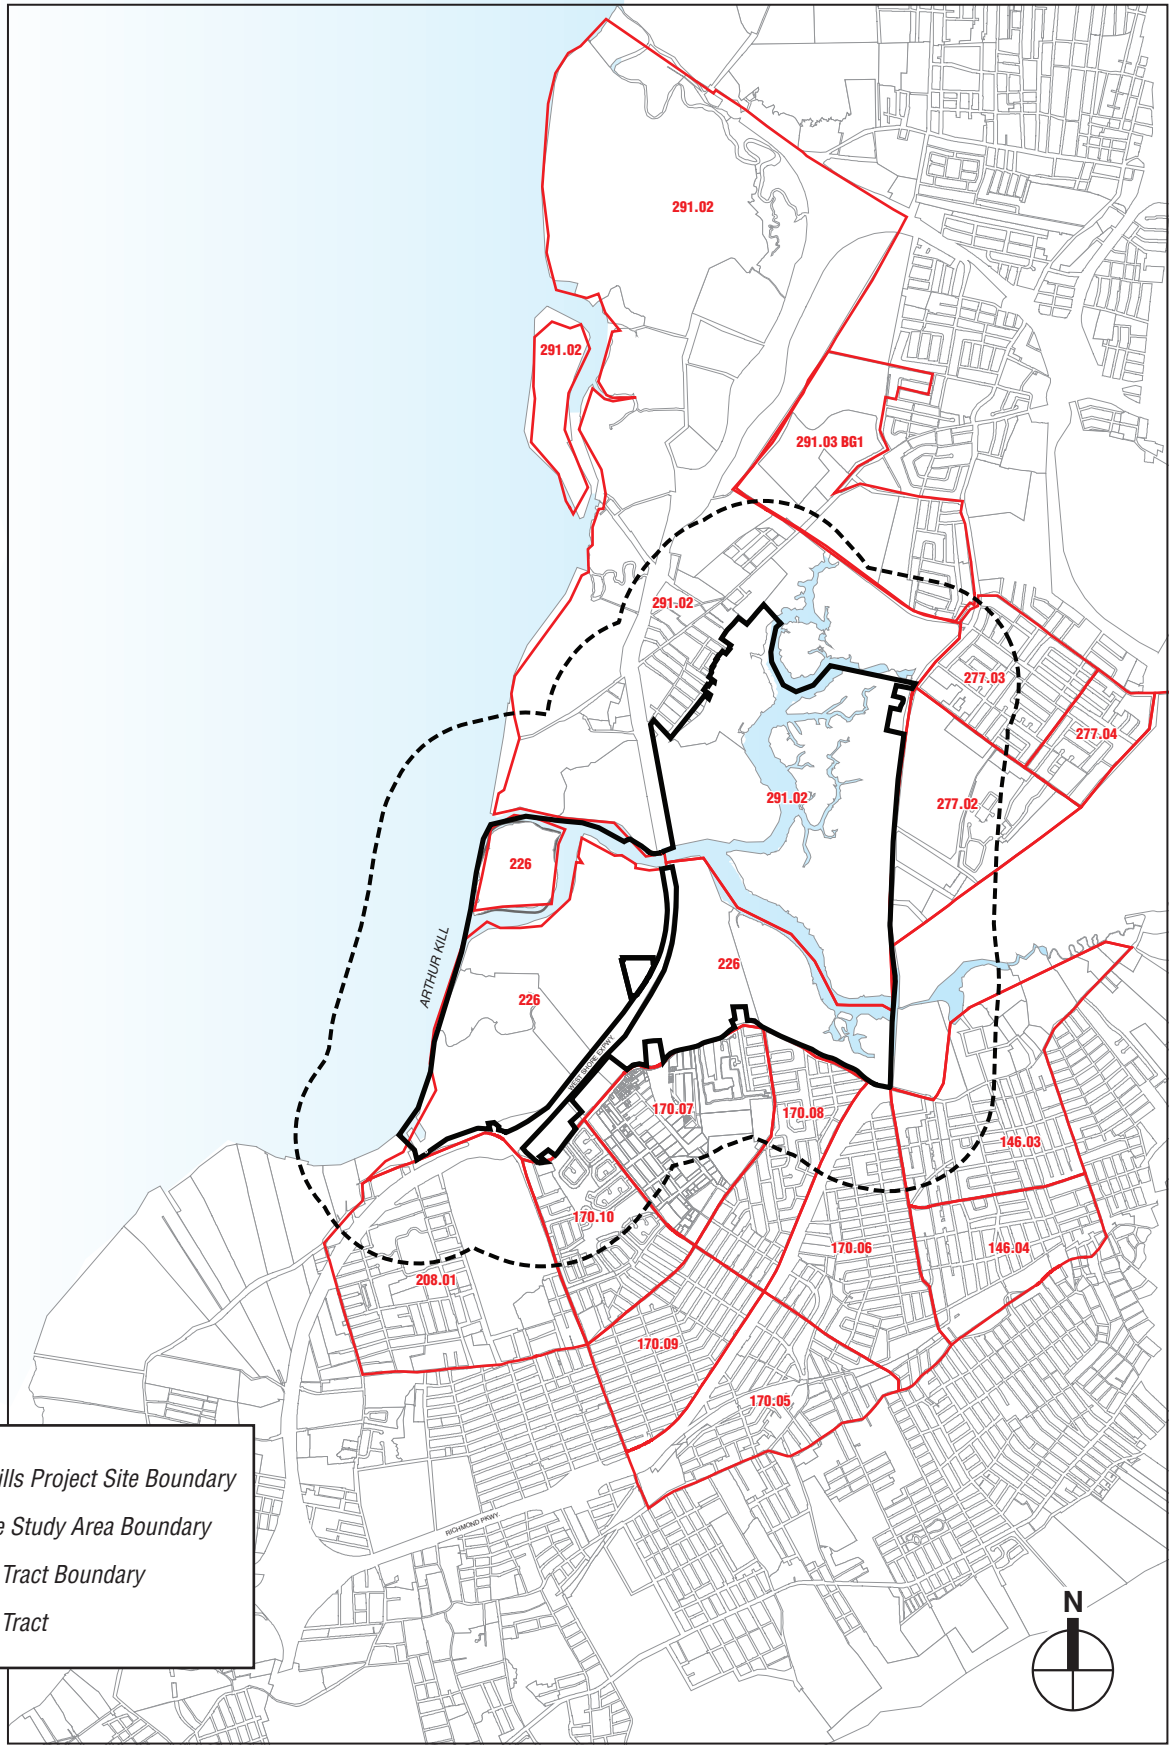 291.02
291.02
291.03 BG1
291.02
277.03
277.04
291.02
277.02
226
ARTHUR KILL
226
226
WEST SHORE EXPWY.
170.07
170.08
146.03
170.10
170.06
146.04
208.01
170.09
170.05
ills Project Site Boundary
e Study Area Boundary
Tract Boundary
Tract
RICHMOND PKWY.
N